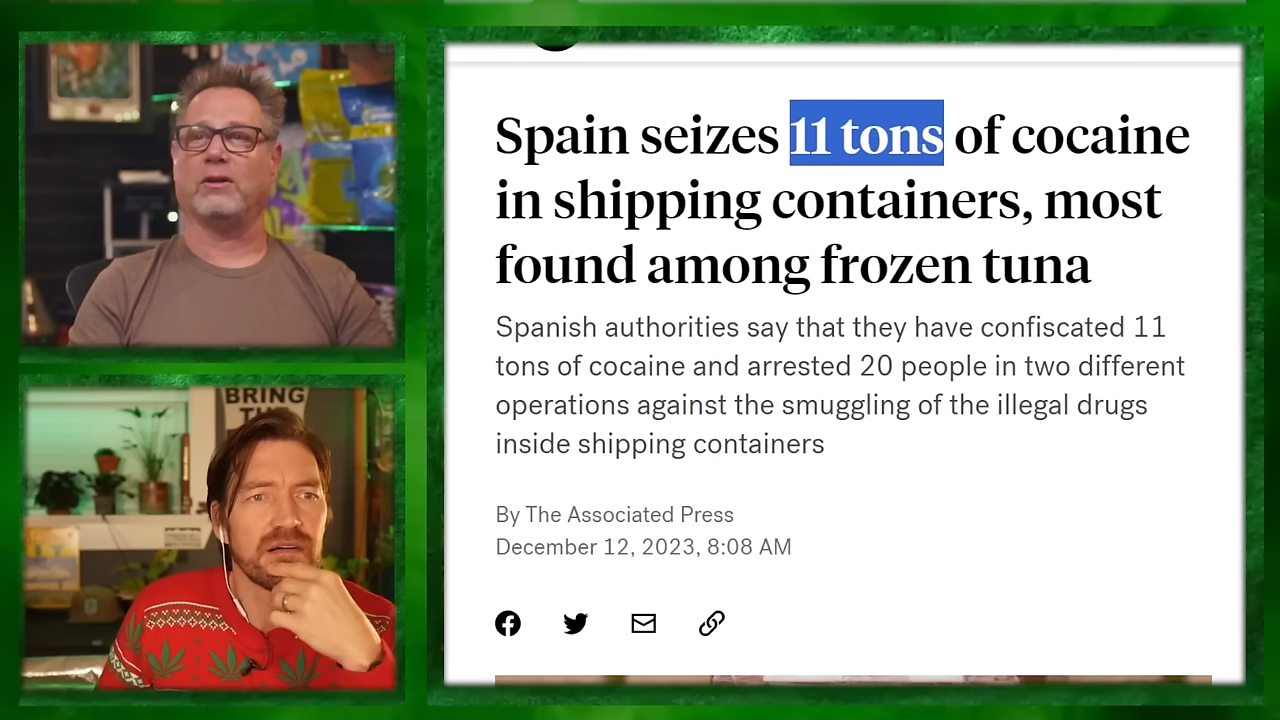 Spain seizes 11 tons of cocaine
in shipping containers, most
found among frozen tuna
Spanish authorities say that they have confiscated 11
tons of cocaine and arrested 20 people in two different
operations against the smuggling of the illegal drugs
inside shipping containers
By The Associated Press
December 12, 2023, 8:08 AM
BRING